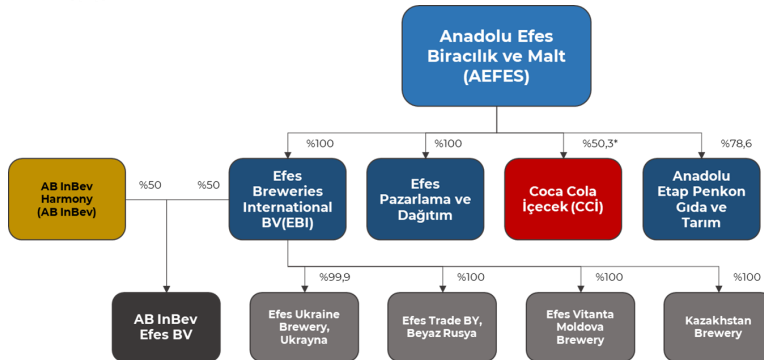 Anadolu Efes
Biracılık ve Malt
(AEFES)
%100
%100
%50,3*
%78,6
AB InBev
Harmony
(AB InBev)
%50
%50
Efes
Breweries
International
BV(EBI)
Efes
Pazarlama ve
Dağıtım
Coca Cola
İçecek (CCİ)
Anadolu
Etap Penkon
Gıda ve
Tarım
%99,9
%100
%100
%100
AB InBev
Efes BV
Efes Ukraine
Brewery,
Ukrayna
Efes Trade BY,
Beyaz Rusya
Efes Vitanta
Moldova
Brewery
Kazakhstan
Brewery